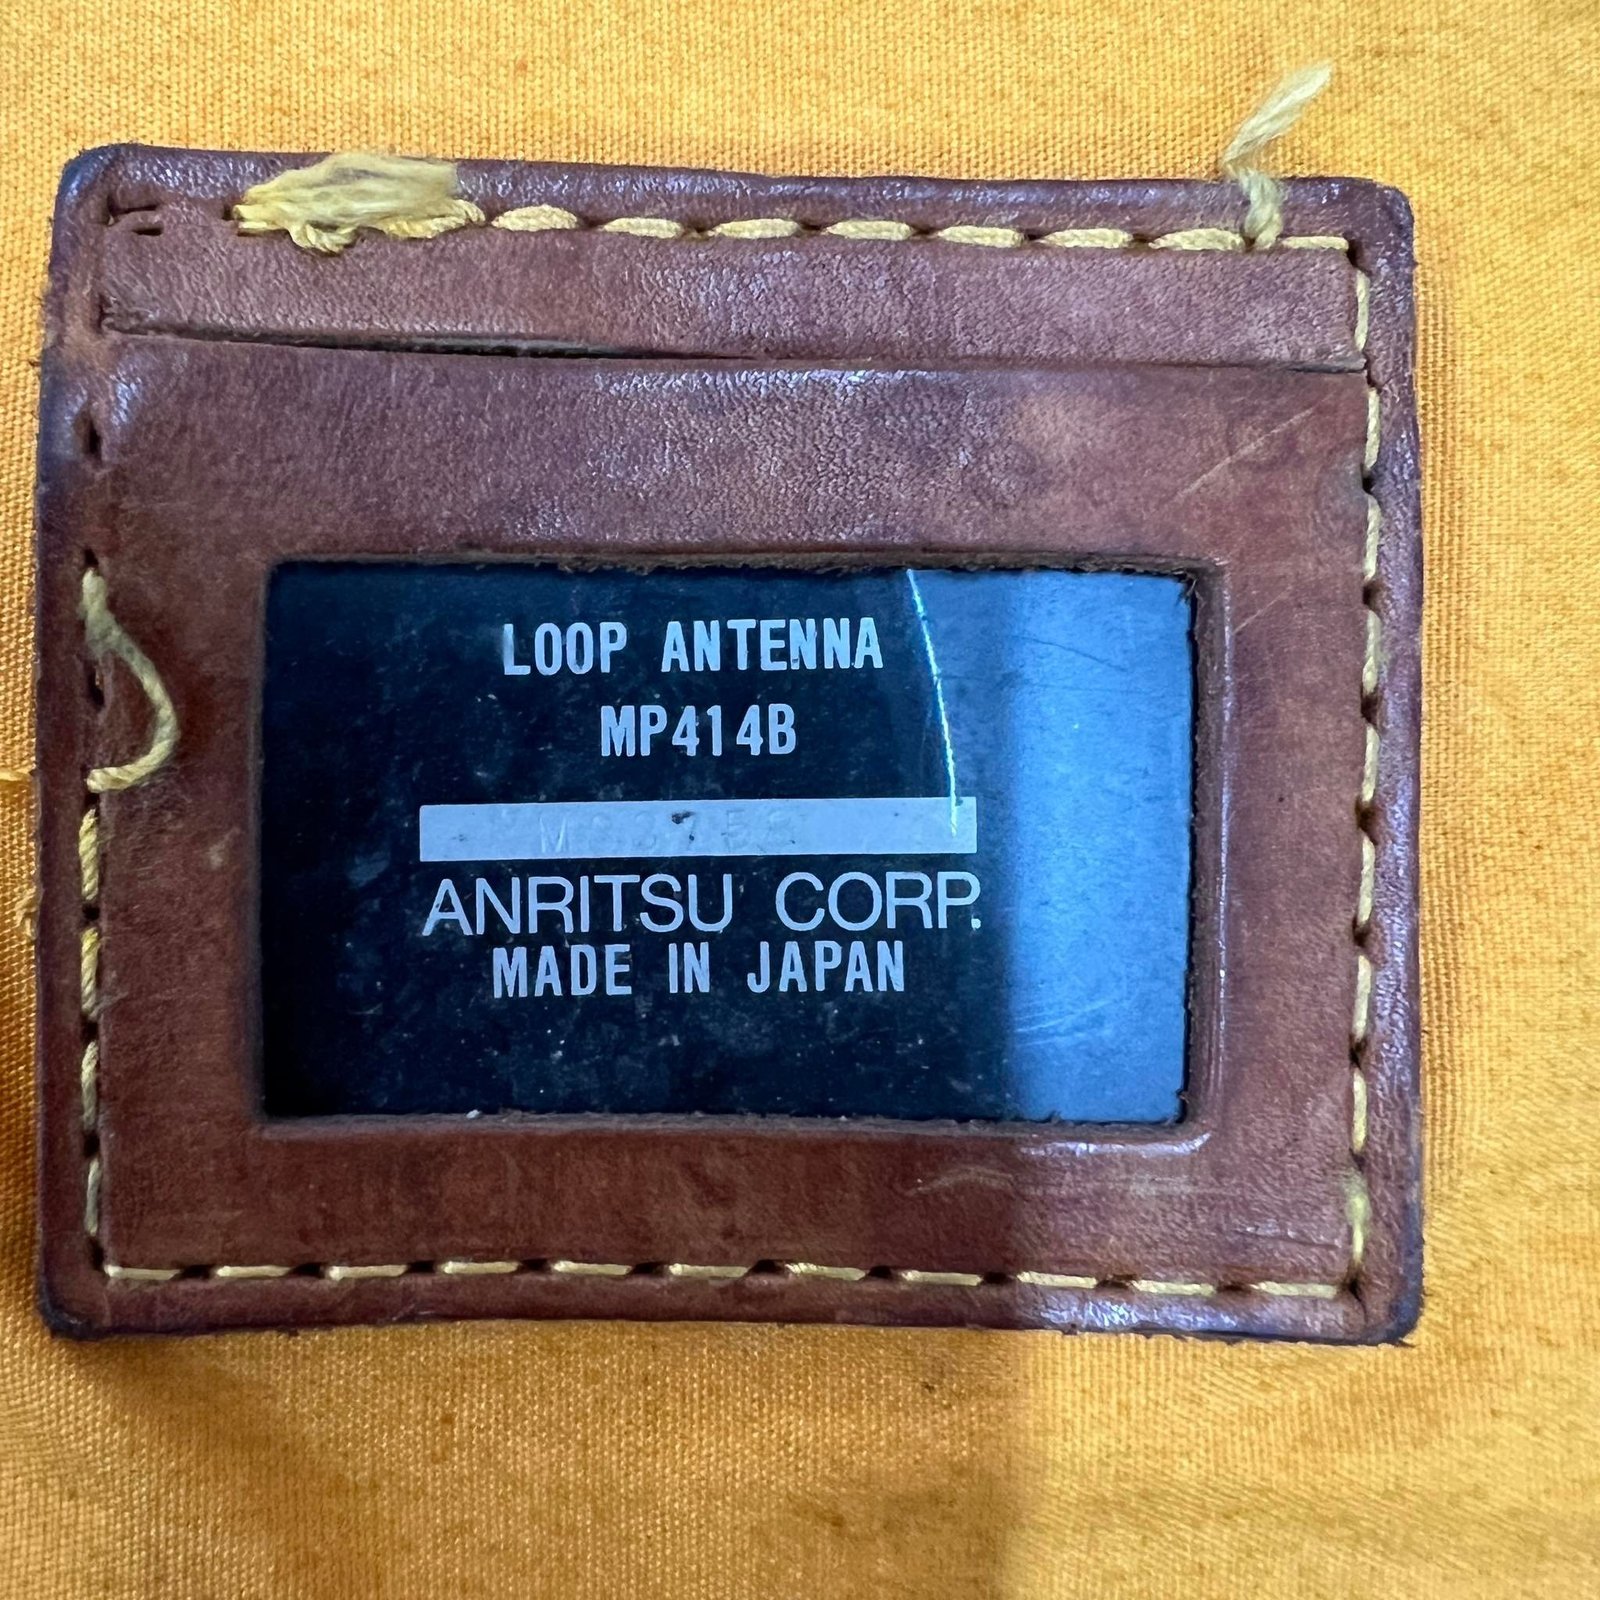 LOOP ANTENNA
MP414B
ANRITSU CORP.
MADE IN JAPAN